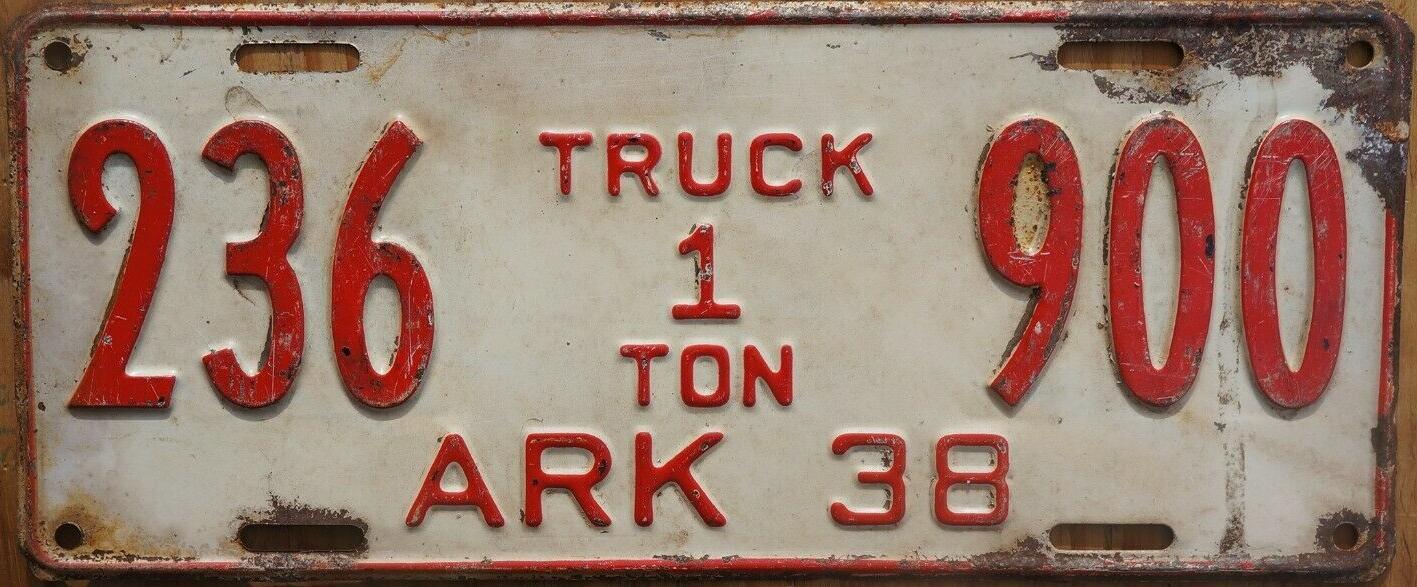 236 TRUCK 900
1
TON
ARK 38